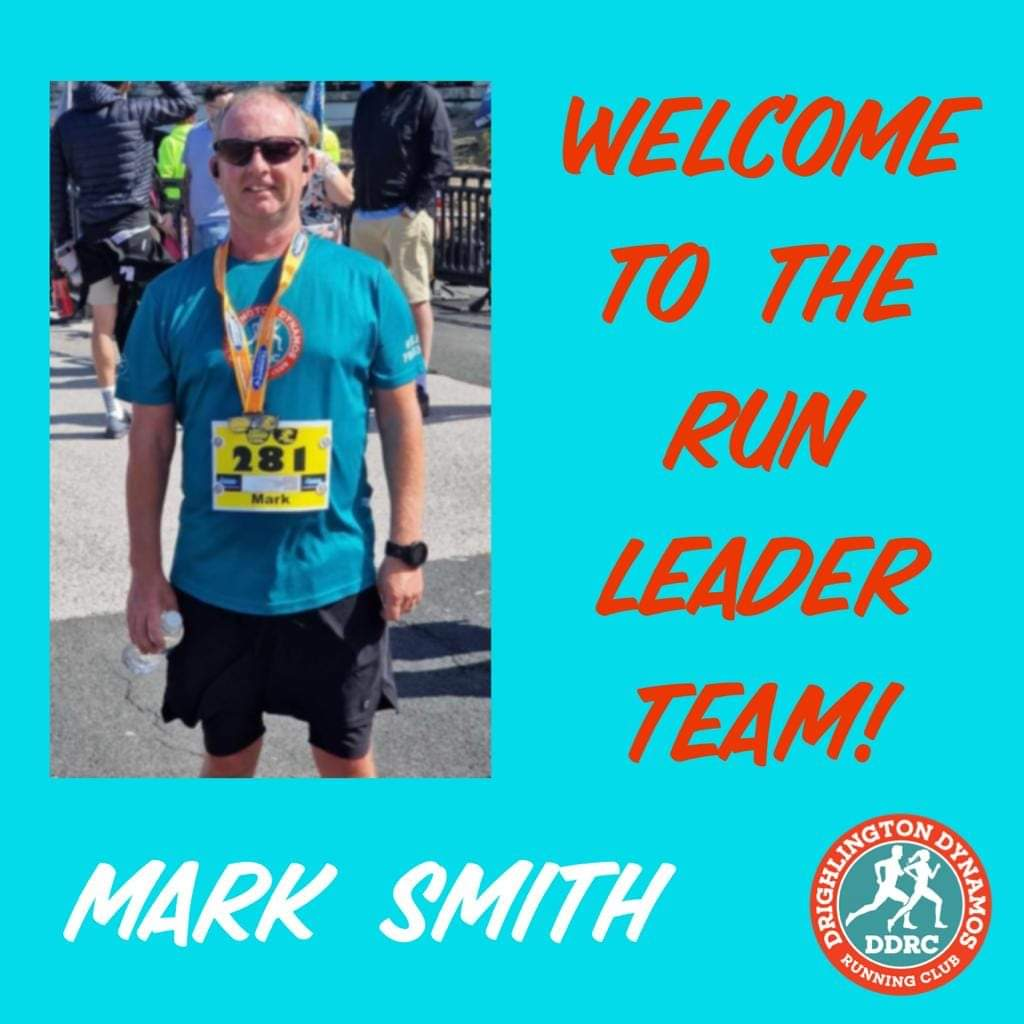 WELCOME
TO THE
RUN
LEADER
TEAM!
281
Mark
MARK SMITH
DRIGHLINGTON DYNAMOS
DDRC
RUNNING CLUB